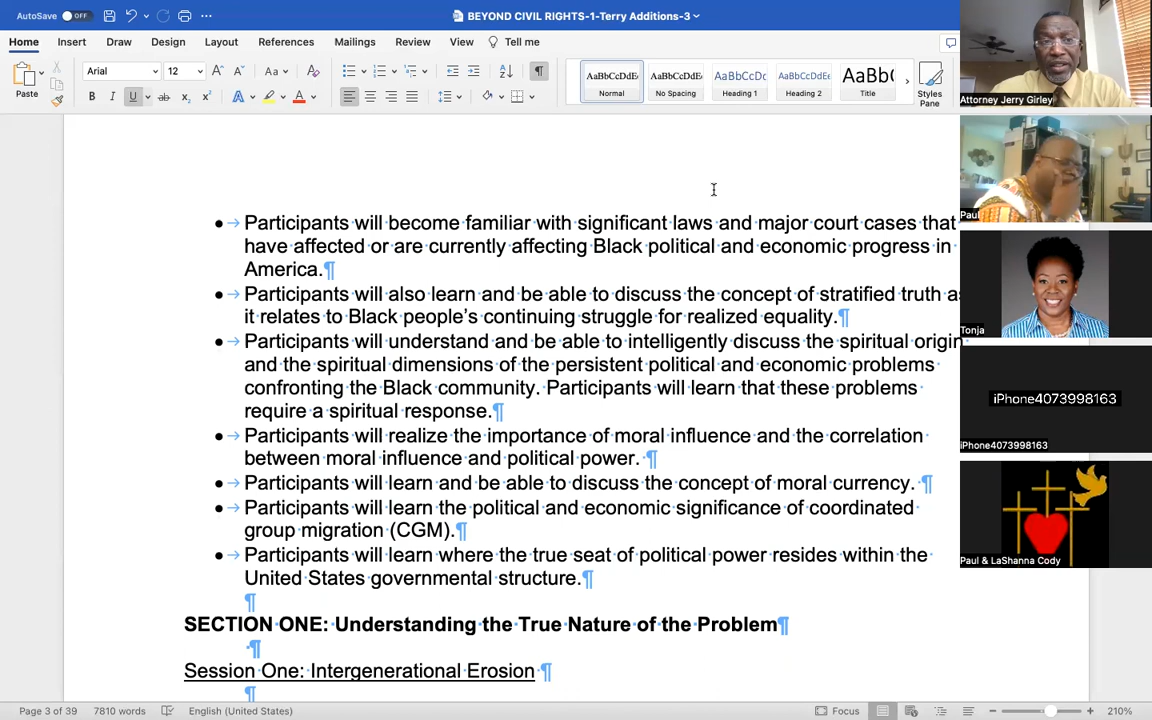 AutoSave OFF
BEYOND CIVIL RIGHTS-1-Terry Additions-3
Home Insert Draw Design Layout References Mailings Review View Tell me
Paste
Arial 12
AaBbCcDdEe Normal
AaBbCcDdEe No Spacing
AaBbCcDc Heading 1
AaBbCcDdEe Heading 2
AaBb( Title
Styles Pane
• Participants will become familiar with significant laws and major court cases that
have affected or are currently affecting Black political and economic progress in
America.¶
• Participants will also learn and be able to discuss the concept of stratified truth as
it relates to Black people's continuing struggle for realized equality.¶
• Participants will understand and be able to intelligently discuss the spiritual origin
and the spiritual dimensions of the persistent political and economic problems
confronting the Black community. Participants will learn that these problems
require a spiritual response.¶
• Participants will realize the importance of moral influence and the correlation
between moral influence and political power. ¶
• Participants will learn and be able to discuss the concept of moral currency. ¶
• Participants will learn the political and economic significance of coordinated
group migration (CGM).¶
• Participants will learn where the true seat of political power resides within the
United States governmental structure.¶
¶
SECTION ONE: Understanding the True Nature of the Problem¶
¶
Session One: Intergenerational Erosion ¶
¶
Attorney Jerry Girley
Paul
Tonja
iPhone4073998163
iPhone4073998163
Paul & LaShanna Cody
Page 3 of 39 7810 words English (United States) Focus 210%